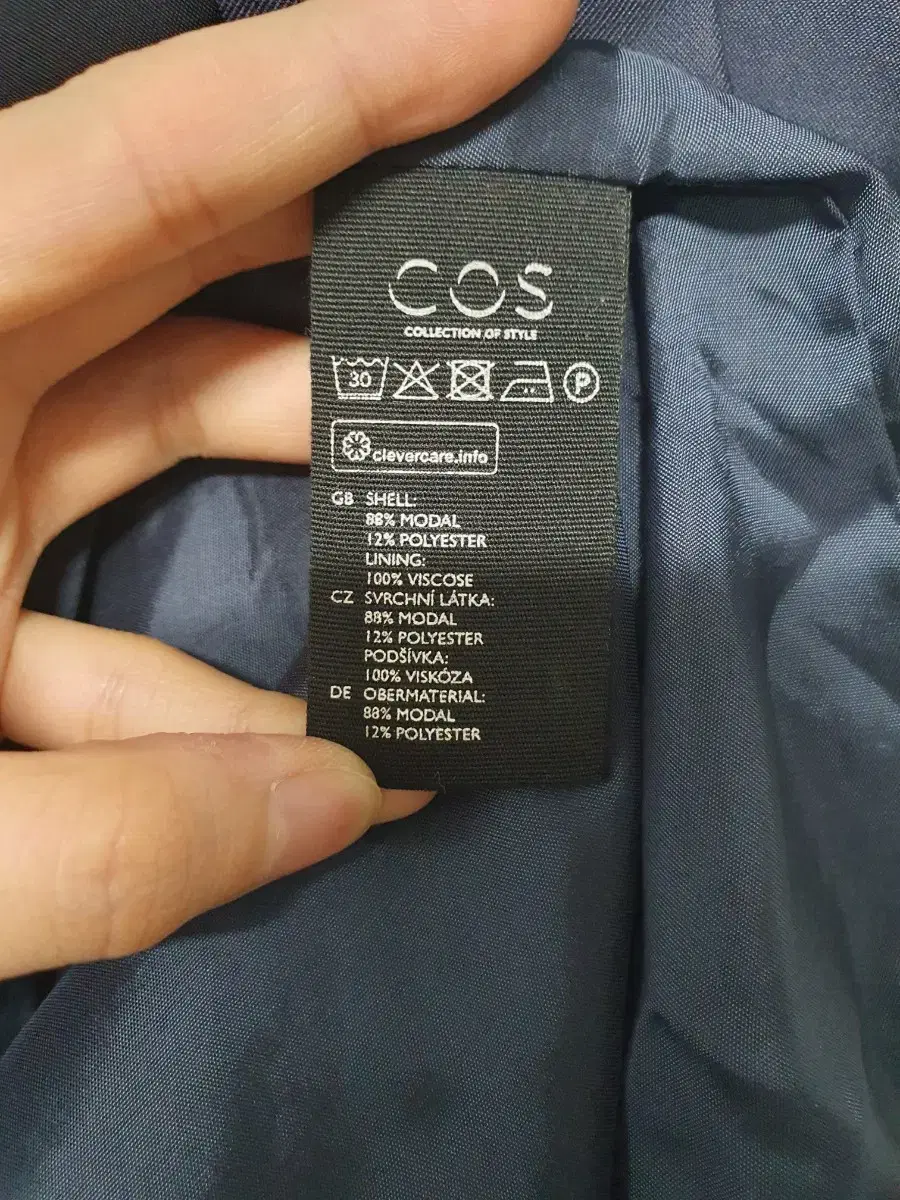 COS
COLLECTION OF STYLE
30 P
clevercare.info
GB SHELL:
88% MODAL
12% POLYESTER
LINING:
100% VISCOSE
CZ SVRCHNÍ LÁTKA:
88% MODAL
12% POLYESTER
PODŠÍVKA:
100% VISKÓZA
DE OBERMATERIAL:
88% MODAL
12% POLYESTER